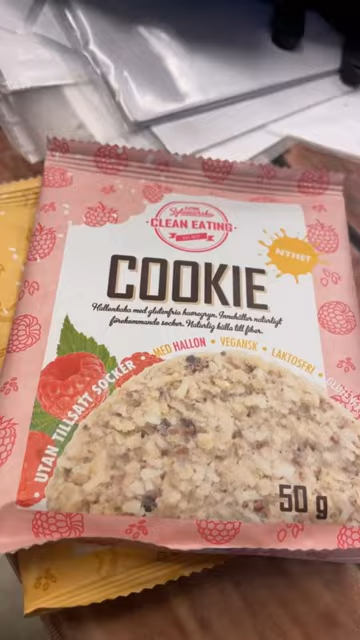 CLEAN EATING
NYHET
COOKIE
Hallonkaka med glutenfria havregryn. Innehåller naturligt
förekommande socker. Naturlig källa till fiber.
• UTAN TILLSATT SOCKER • MED HALLON • VEGANSK • LAKTOSFRI •
50 g